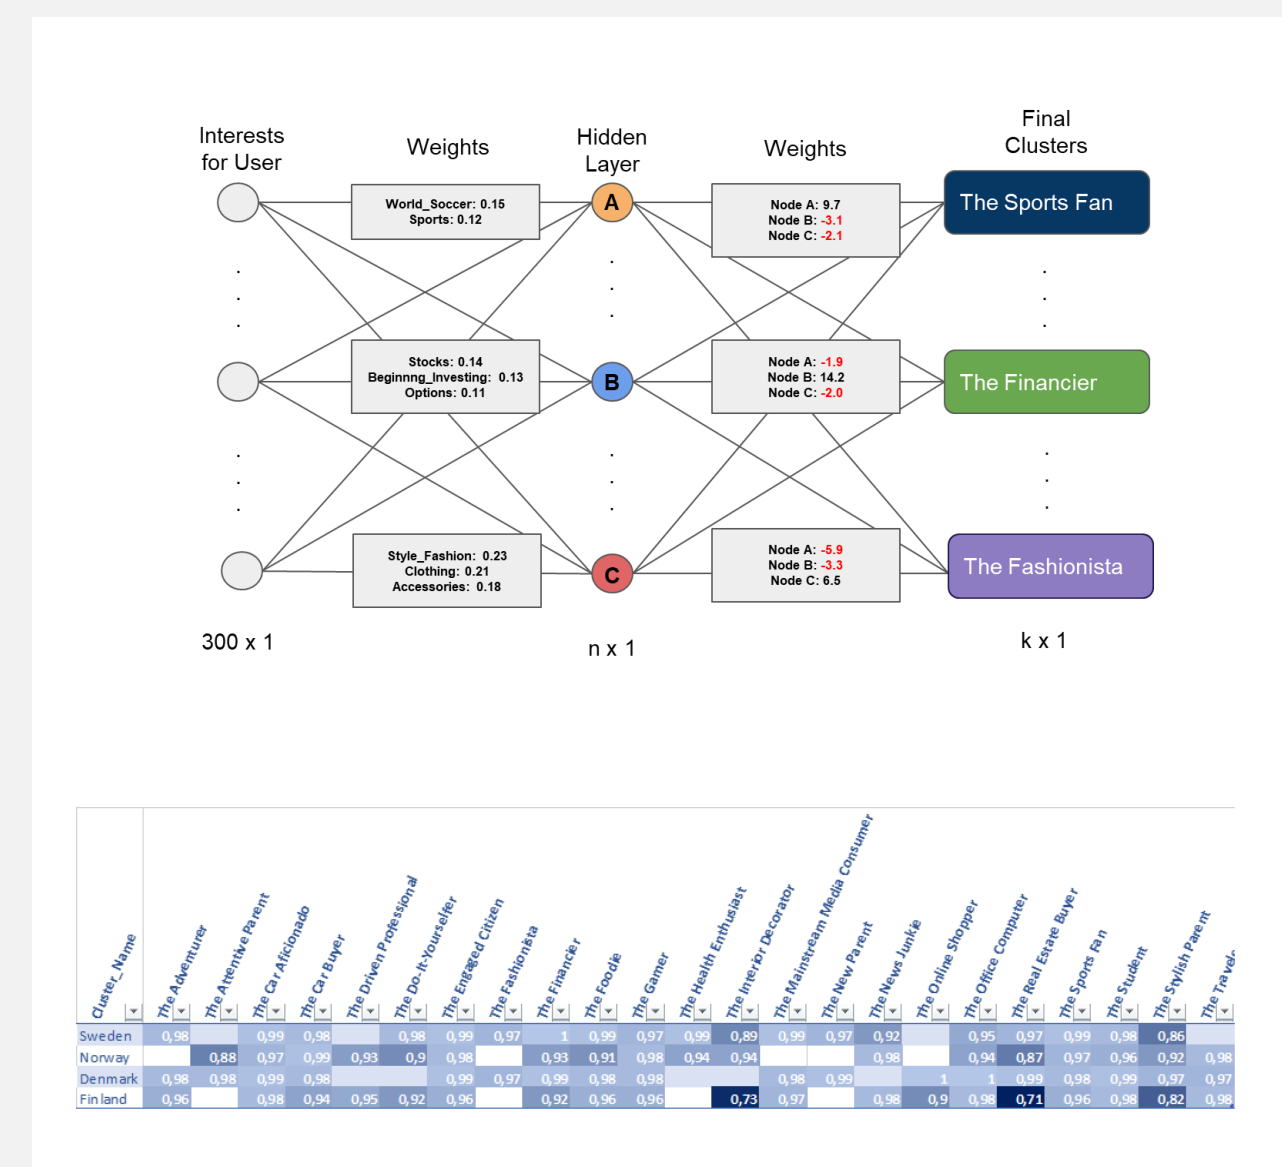 Interests
for User
Weights
Hidden
Layer
Weights
Final
Clusters
World_Soccer: 0.15
Sports: 0.12
A
Node A: 9.7
Node B: -3.1
Node C: -2.1
The Sports Fan
Stocks: 0.14
Beginnng_Investing: 0.13
Options: 0.11
B
Node A: -1.9
Node B: 14.2
Node C: -2.0
The Financier
Style_Fashion: 0.23
Clothing: 0.21
Accessories: 0.18
C
Node A: -5.9
Node B: -3.3
Node C: 6.5
The Fashionista
300 x 1
n x 1
k x 1
Cluster_Name
The Adventurer
The Attentive Parent
The Car Aficionado
The Car Buyer
The Driven Professional
The Do-It-Yourselfer
The Engaged Citizen
The Fashionista
The Financier
The Foodie
The Gamer
The Health Enthusiast
The Interior Decorator
The Mainstream Media Consumer
The New Parent
The News Junkie
The Online Shopper
The Office Computer
The Real Estate Buyer
The Sports Fan
The Student
The Stylish Parent
The
Sweden 0,98 0,99 0,98 0,98 0,99 0,97 1 0,99 0,97 0,99 0,89 0,99 0,97 0,92 0,95 0,97 0,99 0,98 0,86
Norway 0,88 0,97 0,99 0,93 0,9 0,98 0,93 0,91 0,98 0,94 0,94 0,98 0,94 0,87 0,97 0,96 0,92 0,98
Denmark 0,98 0,98 0,99 0,98 0,99 0,97 0,99 0,98 0,98 0,98 0,99 1 1 0,99 0,98 0,99 0,97 0,97
Finland 0,96 0,98 0,94 0,95 0,92 0,96 0,92 0,96 0,96 0,73 0,97 0,98 0,9 0,98 0,71 0,96 0,98 0,82 0,98